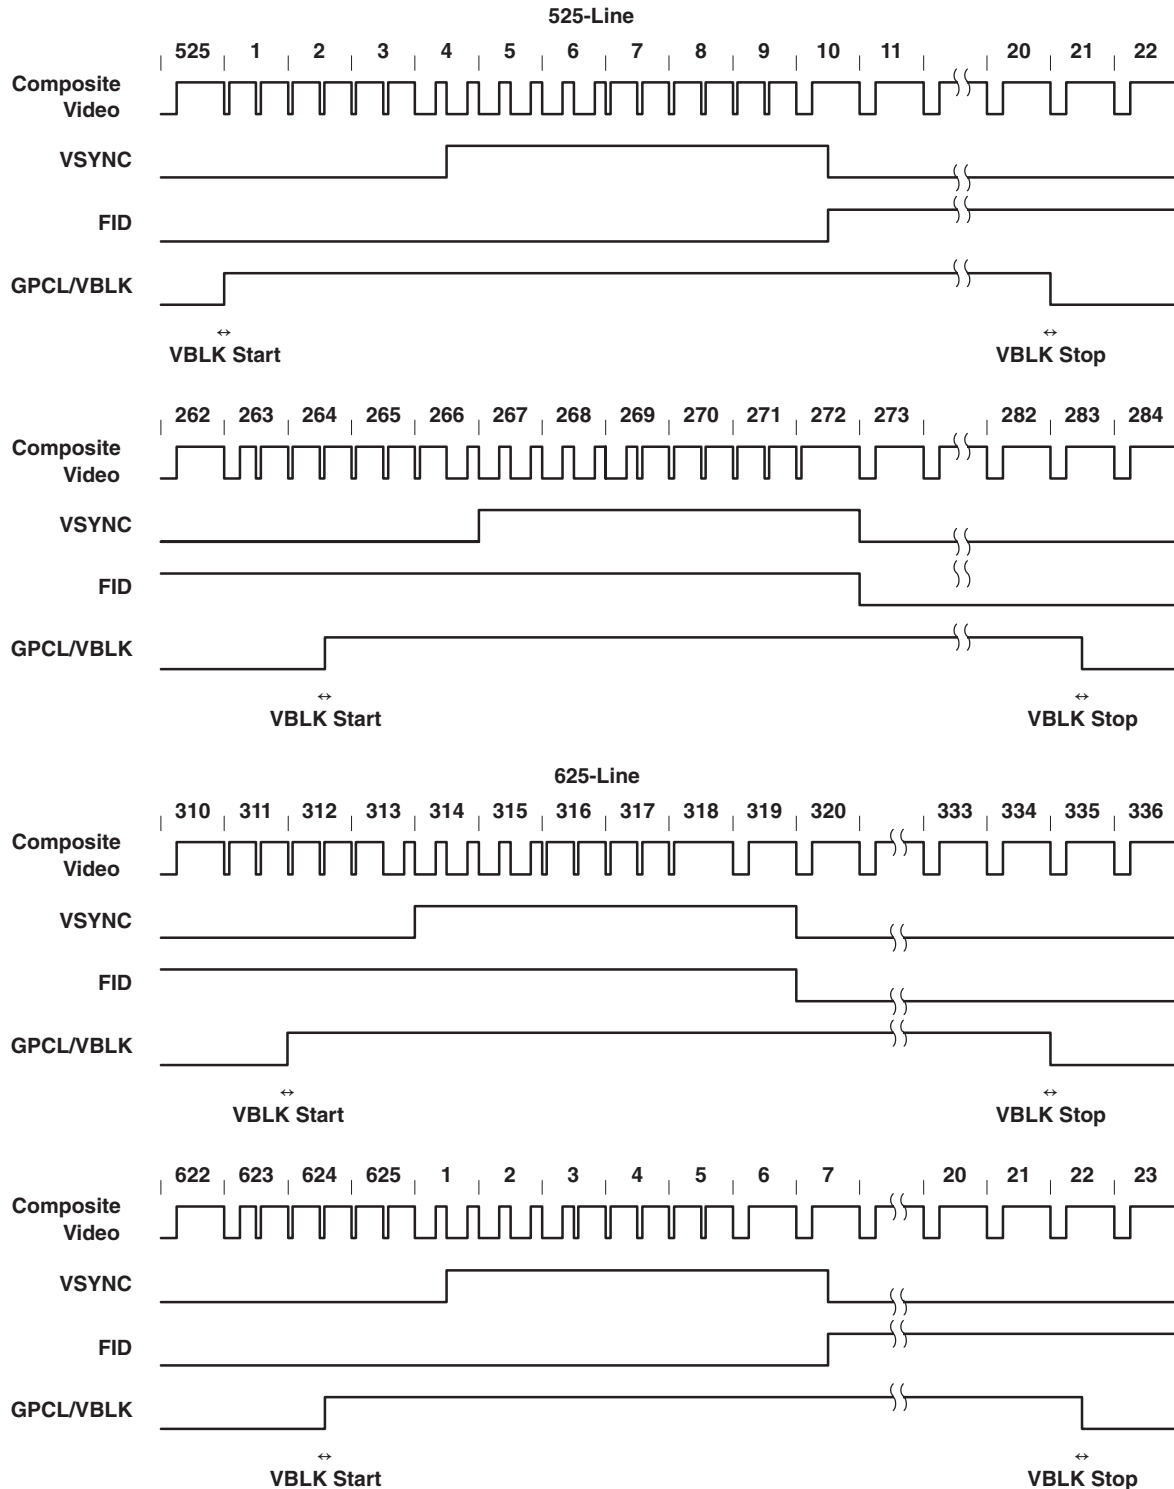 525-Line
525 1 2 3 4 5 6 7 8 9 10 11 20 21 22
Composite
Video
VSYNC
FID
GPCL/VBLK
VBLK Start VBLK Stop
262 263 264 265 266 267 268 269 270 271 272 273 282 283 284
Composite
Video
VSYNC
FID
GPCL/VBLK
VBLK Start VBLK Stop
625-Line
310 311 312 313 314 315 316 317 318 319 320 333 334 335 336
Composite
Video
VSYNC
FID
GPCL/VBLK
VBLK Start VBLK Stop
622 623 624 625 1 2 3 4 5 6 7 20 21 22 23
Composite
Video
VSYNC
FID
GPCL/VBLK
VBLK Start VBLK Stop